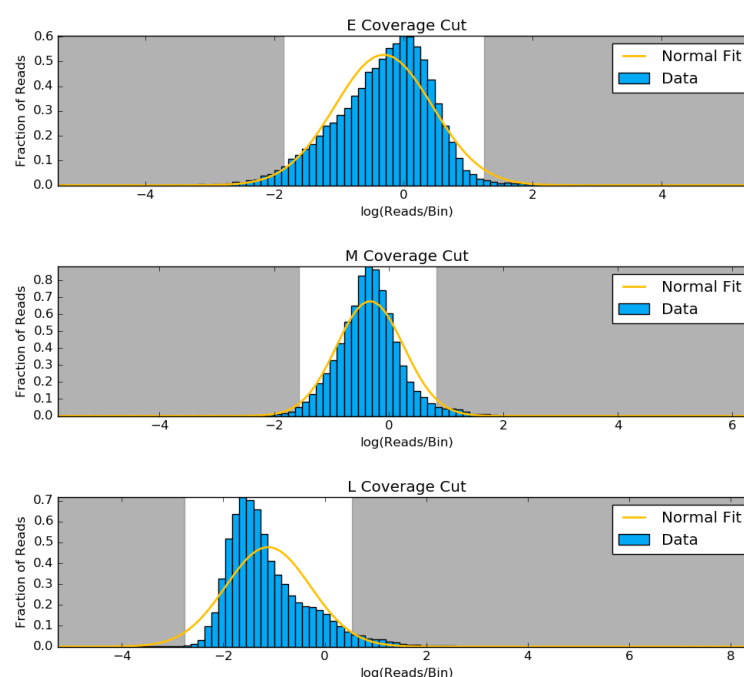 E Coverage Cut
0.6
0.5
0.4
0.3
0.2
0.1
0.0
Fraction of Reads
Normal Fit
Data
−4 −2 0 2 4
log(Reads/Bin)
M Coverage Cut
0.8
0.7
0.6
0.5
0.4
0.3
0.2
0.1
0.0
Fraction of Reads
Normal Fit
Data
−4 −2 0 2 4 6
log(Reads/Bin)
L Coverage Cut
0.7
0.6
0.5
0.4
0.3
0.2
0.1
0.0
Fraction of Reads
Normal Fit
Data
−4 −2 0 2 4 6 8
log(Reads/Bin)